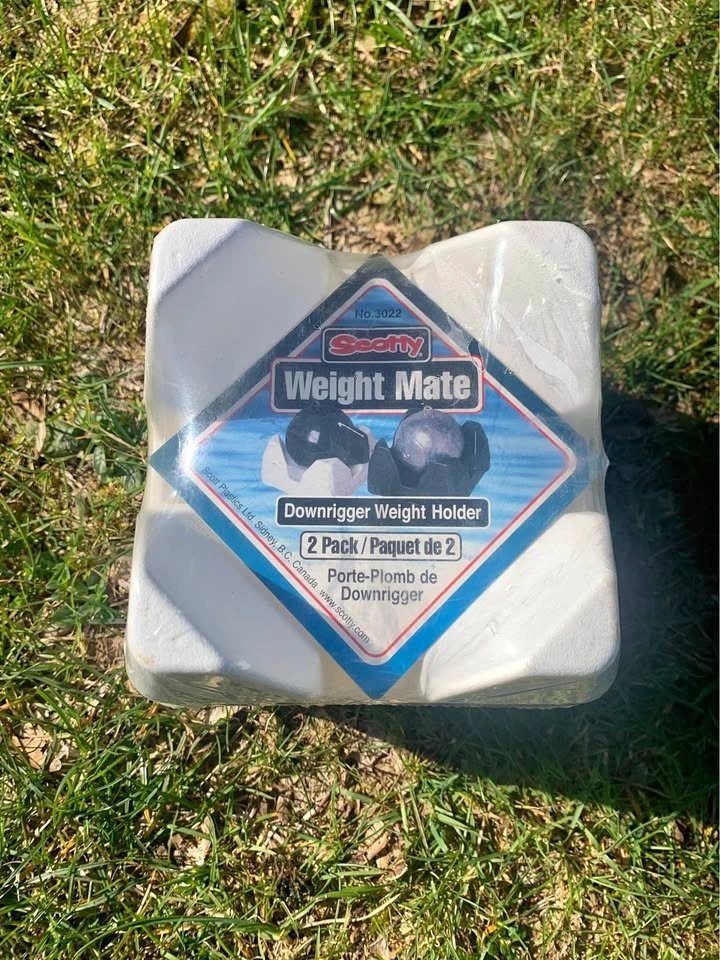 No.3022
Scotty
Weight Mate
Downrigger Weight Holder
2 Pack / Paquet de 2
Porte-Plomb de
Downrigger
Scott Plastics Ltd. Sidney, B.C. Canada www.scotty.com